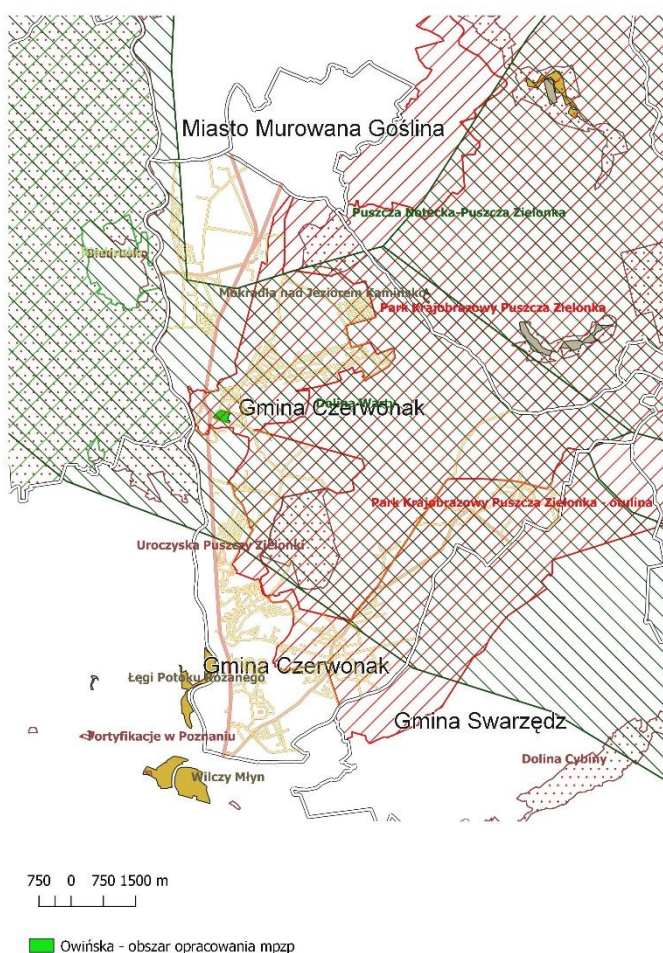 Miasto Murowana Goślina
Puszcza Notecka-Puszcza Zielonka
Biedrusko
Mokradła nad Jeziorem Kamińsko
Park Krajobrazowy Puszcza Zielonka
Gmina Czerwonak
Dolina Warty
Park Krajobrazowy Puszcza Zielonka - otulina
Uroczyska Puszczy Zielonki
Gmina Czerwonak
Łęgi Potoku Różanego
Gmina Swarzędz
Fortyfikacje w Poznaniu
Dolina Cybiny
Wilczy Młyn
750 0 750 1500 m
Owińska - obszar opracowania mpzp